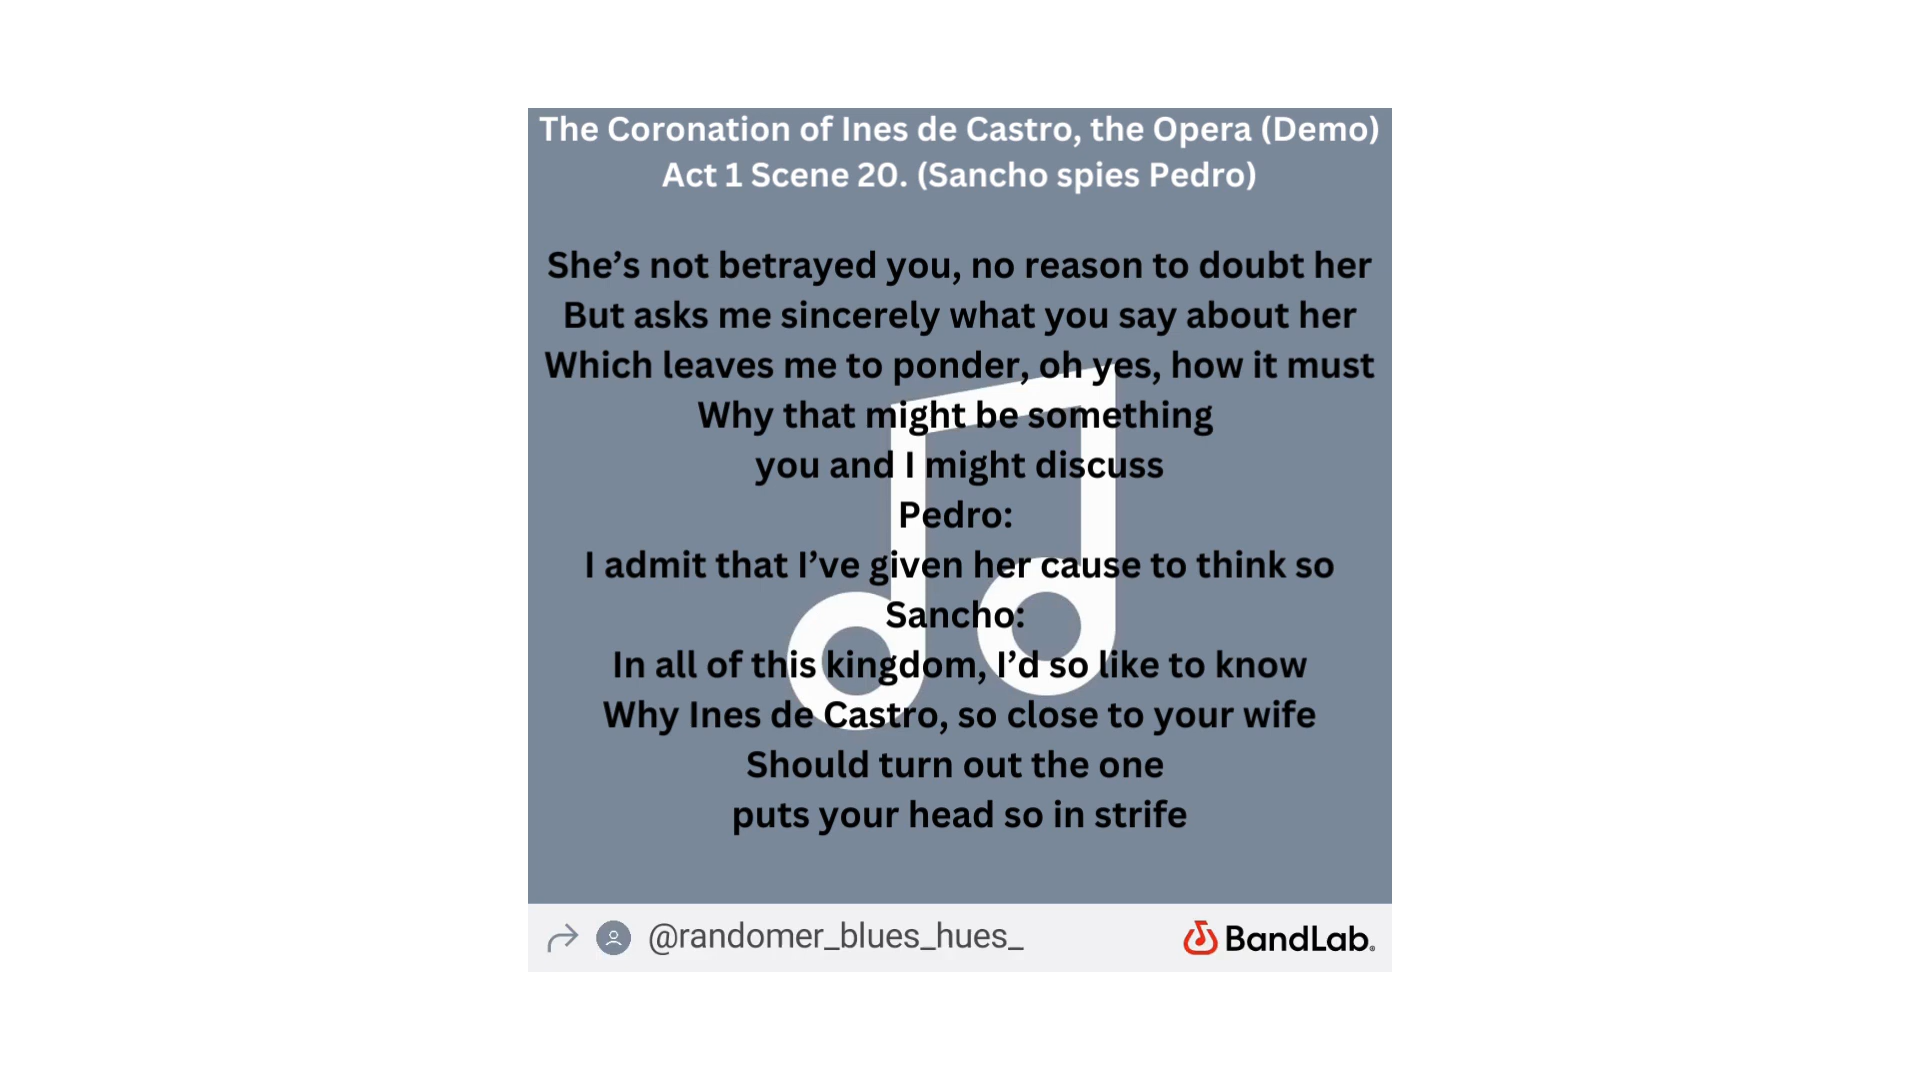 The Coronation of Ines de Castro, the Opera (Demo)
Act 1 Scene 20. (Sancho spies Pedro)
She’s not betrayed you, no reason to doubt her
But asks me sincerely what you say about her
Which leaves me to ponder, oh yes, how it must
Why that might be something
you and I might discuss
Pedro:
I admit that I’ve given her cause to think so
Sancho:
In all of this kingdom, I’d so like to know
Why Ines de Castro, so close to your wife
Should turn out the one
puts your head so in strife
@randomer_blues_hues_
BandLab®